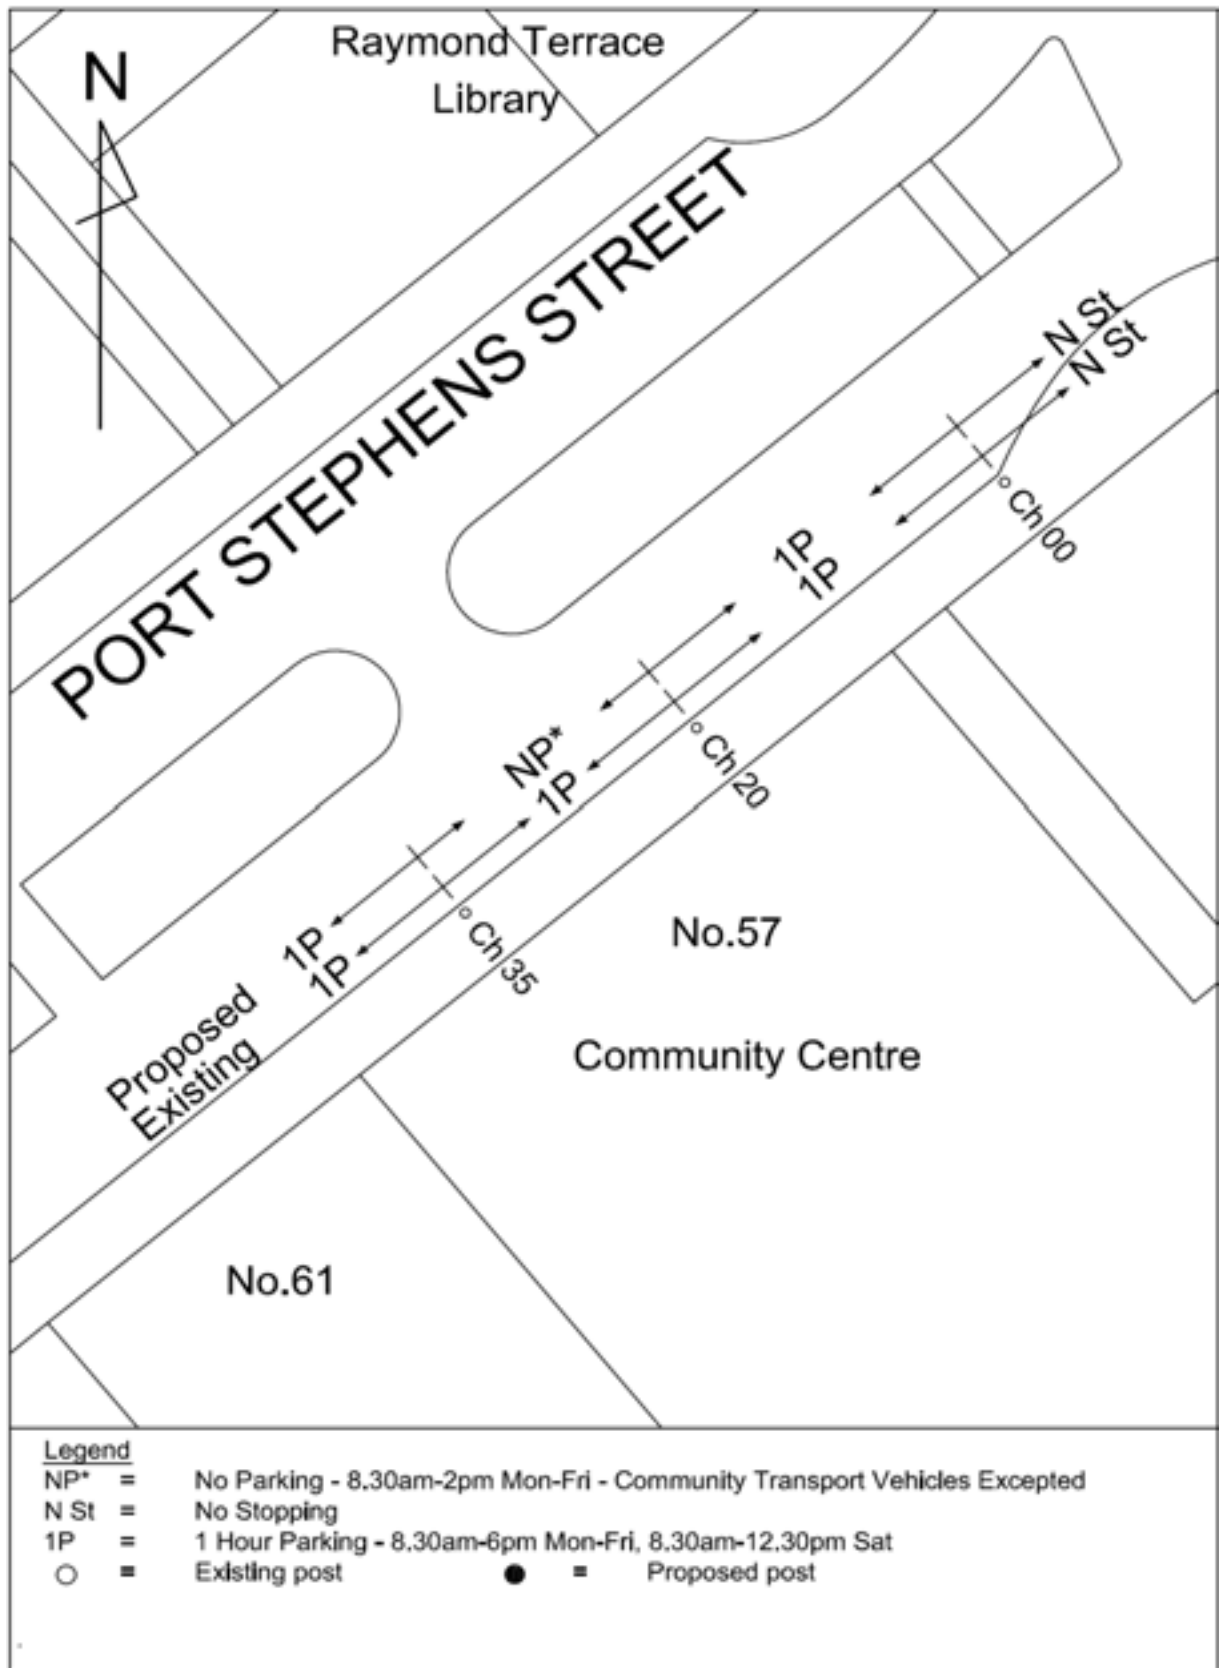 Raymond Terrace
Library
N
PORT STEPHENS STREET
N St
N St
Ch 00
1P
1P
Ch 20
NP*
1P
Ch 35
1P
1P
Proposed
Existing
No.57
Community Centre
No.61
Legend
NP* = No Parking - 8.30am-2pm Mon-Fri - Community Transport Vehicles Excepted
N St = No Stopping
1P = 1 Hour Parking - 8.30am-6pm Mon-Fri, 8.30am-12.30pm Sat
○ = Existing post ● = Proposed post